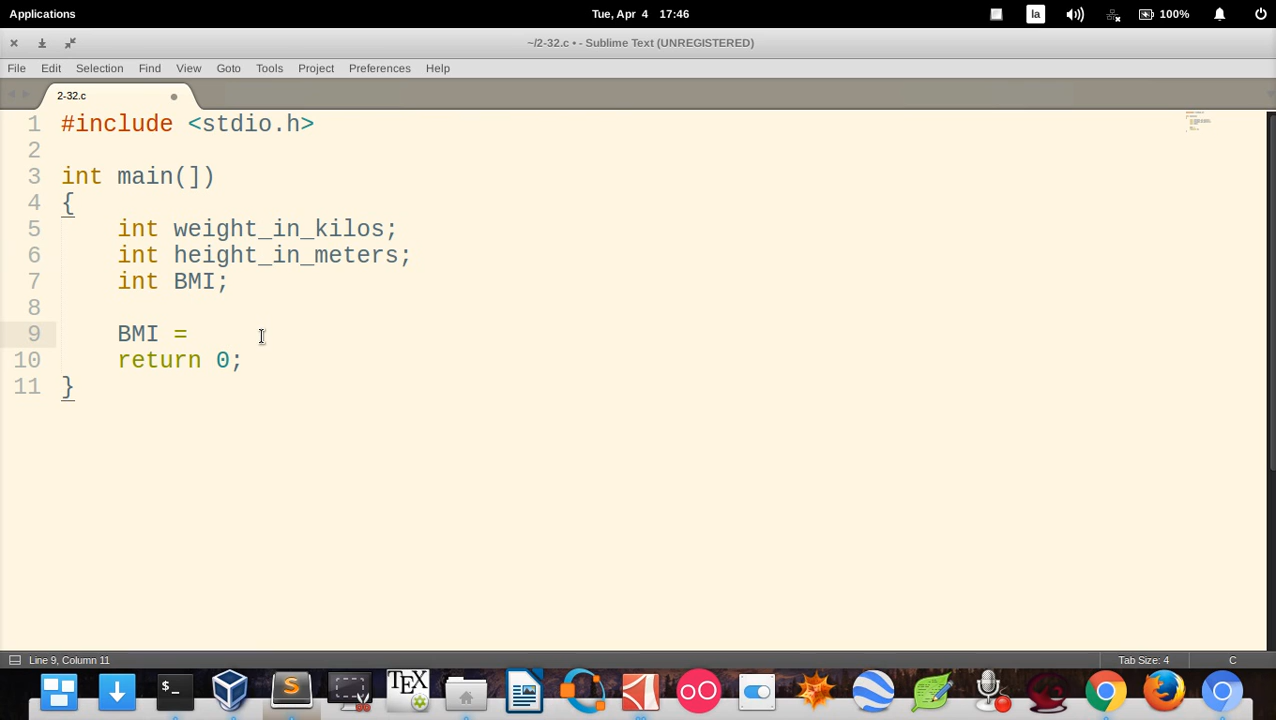 Applications
Tue, Apr 4 17:46
la
100%
~/2-32.c • - Sublime Text (UNREGISTERED)
File Edit Selection Find View Goto Tools Project Preferences Help
2-32.c
1 #include <stdio.h>
2
3 int main(])
4 {
5 int weight_in_kilos;
6 int height_in_meters;
7 int BMI;
8
9 BMI =
10 return 0;
11 }
Line 9, Column 11
Tab Size: 4
C
TEX